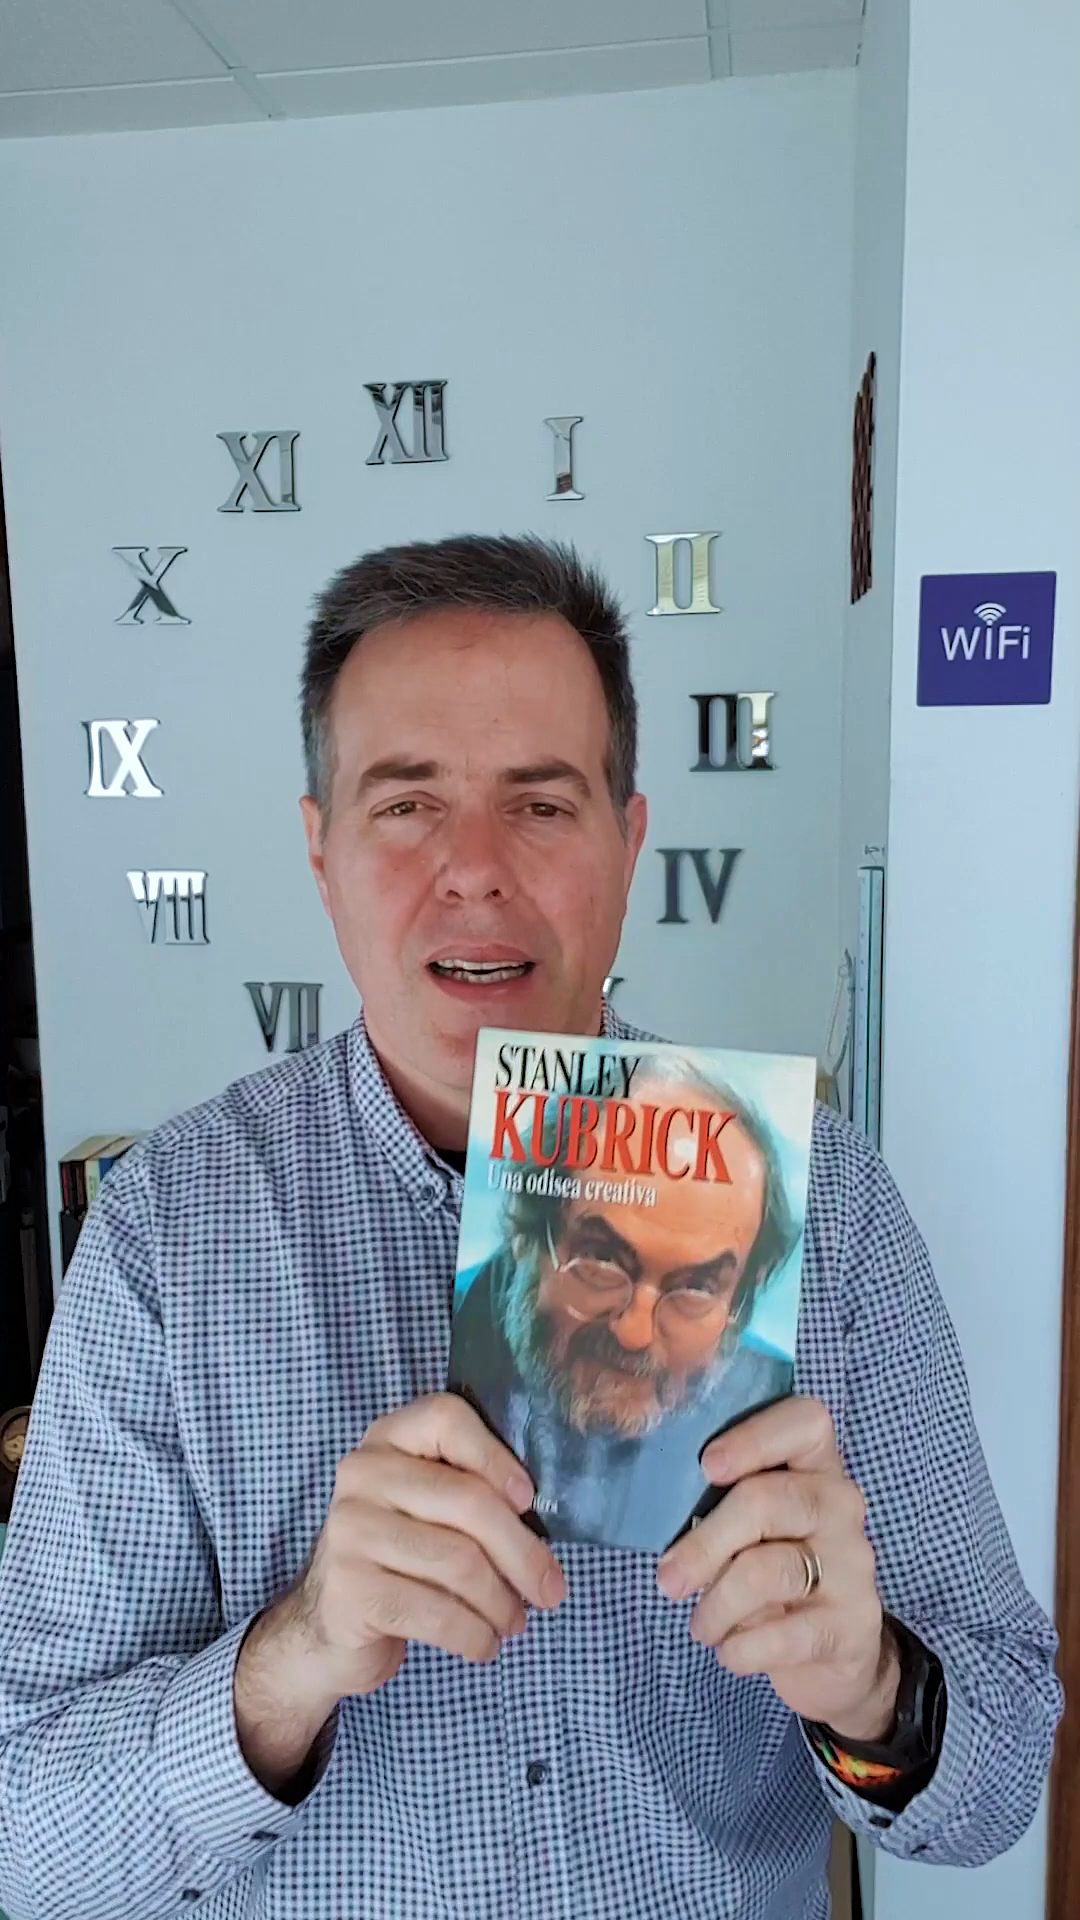 XII
XI
I
X
II
IX
III
VIII
IV
VII
WiFi
STANLEY
KUBRICK
Una odisea creativa